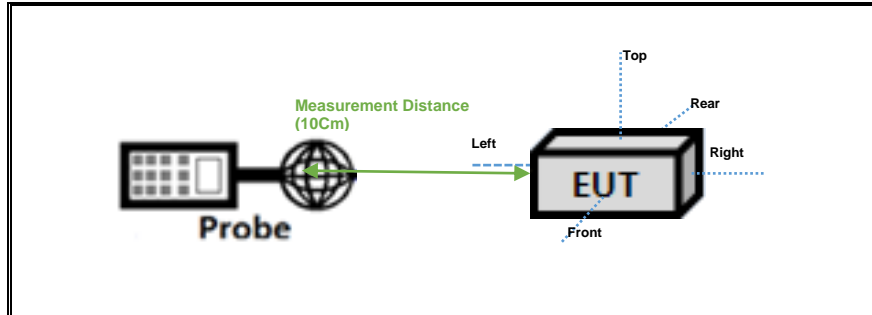 Top
Measurement Distance
(10Cm)
Rear
Left
Right
EUT
Probe
Front